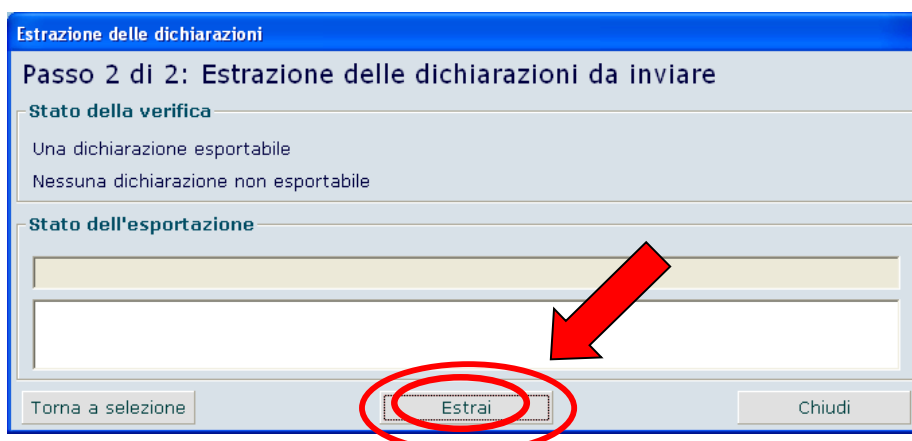 Estrazione delle dichiarazioni
Passo 2 di 2: Estrazione delle dichiarazioni da inviare
Stato della verifica
Una dichiarazione esportabile
Nessuna dichiarazione non esportabile
Stato dell'esportazione
Torna a selezione Estrai Chiudi